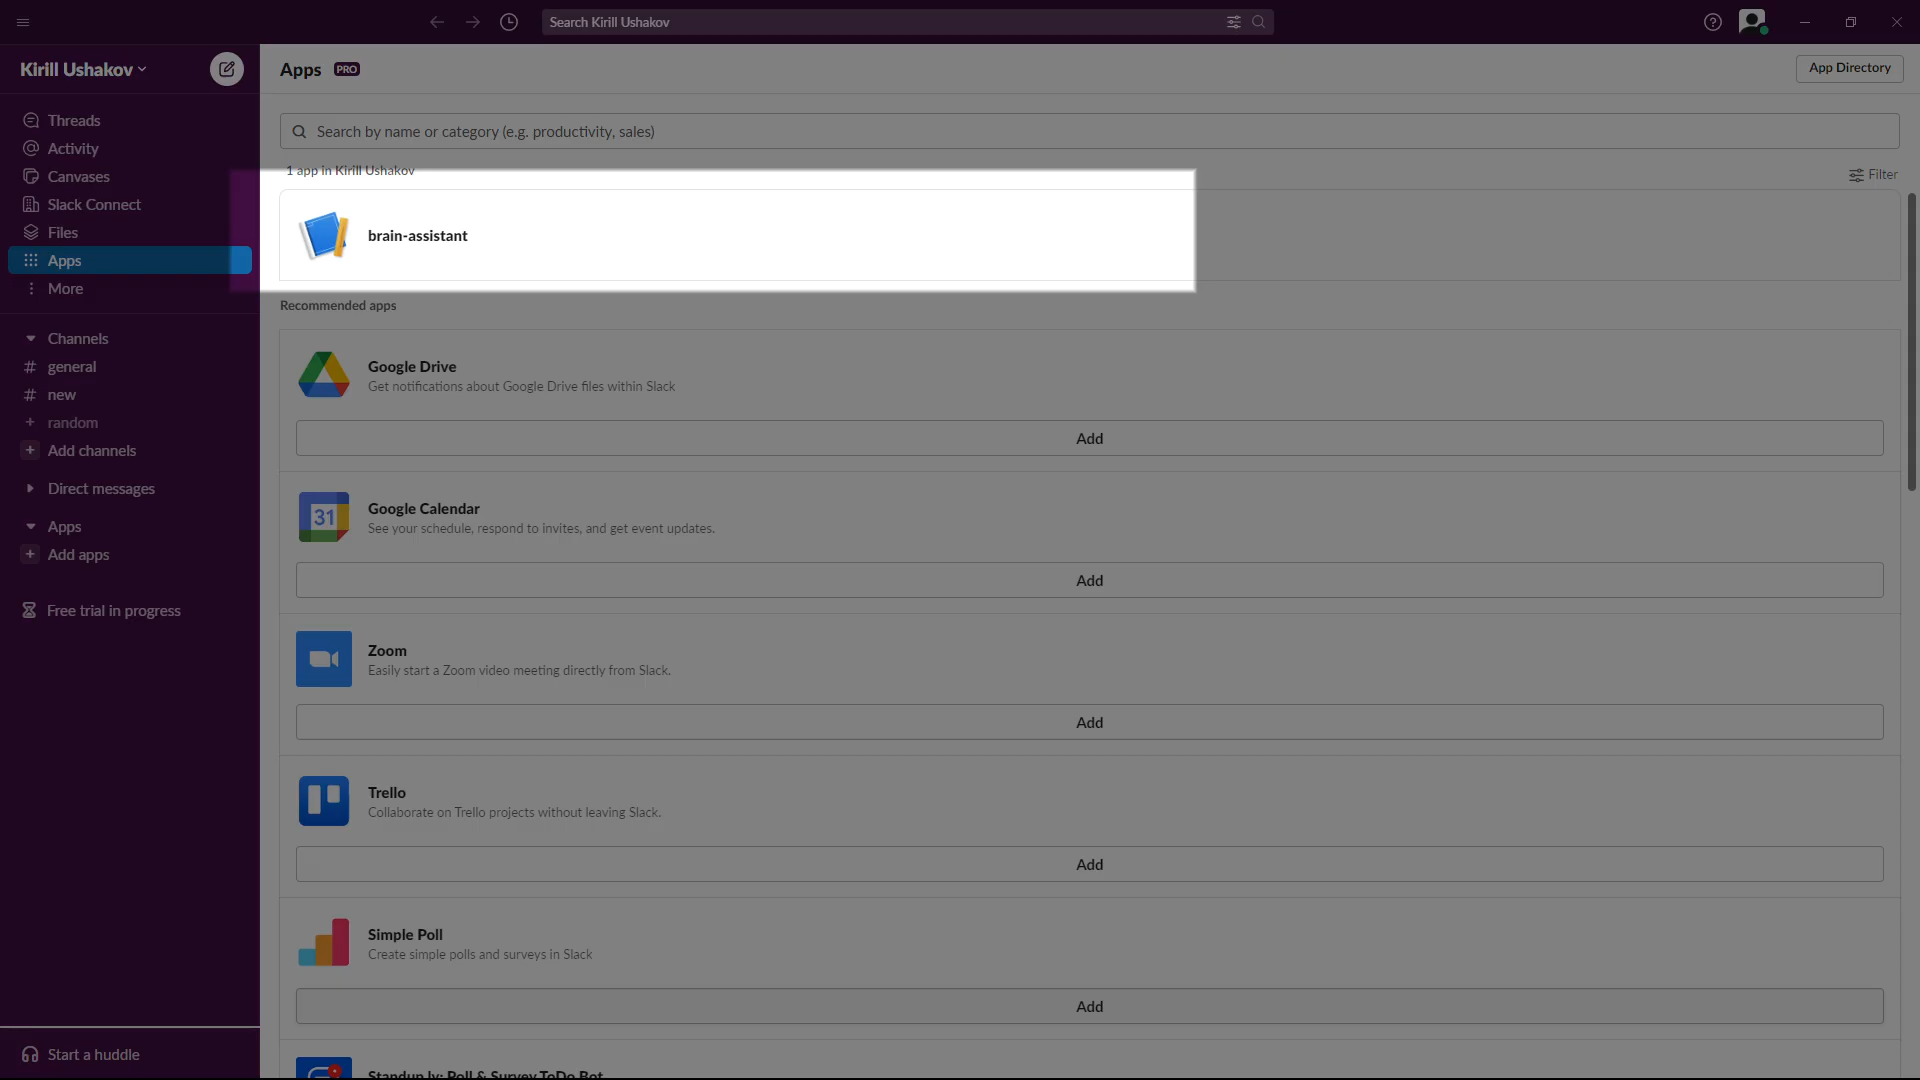 Search Kirill Ushakov
Kirill Ushakov
Threads
Activity
Canvases
Slack Connect
Files
Apps
More
Channels
# general
# new
+ random
+ Add channels
Direct messages
Apps
+ Add apps
Free trial in progress
Start a huddle
Apps PRO
App Directory
Search by name or category (e.g. productivity, sales)
1 app in Kirill Ushakov
Filter
brain-assistant
Recommended apps
Google Drive
Get notifications about Google Drive files within Slack
Add
31
Google Calendar
See your schedule, respond to invites, and get event updates.
Add
Zoom
Easily start a Zoom video meeting directly from Slack.
Add
Trello
Collaborate on Trello projects without leaving Slack.
Add
Simple Poll
Create simple polls and surveys in Slack
Add
Standup.ly: Poll & Survey ToDo Bot